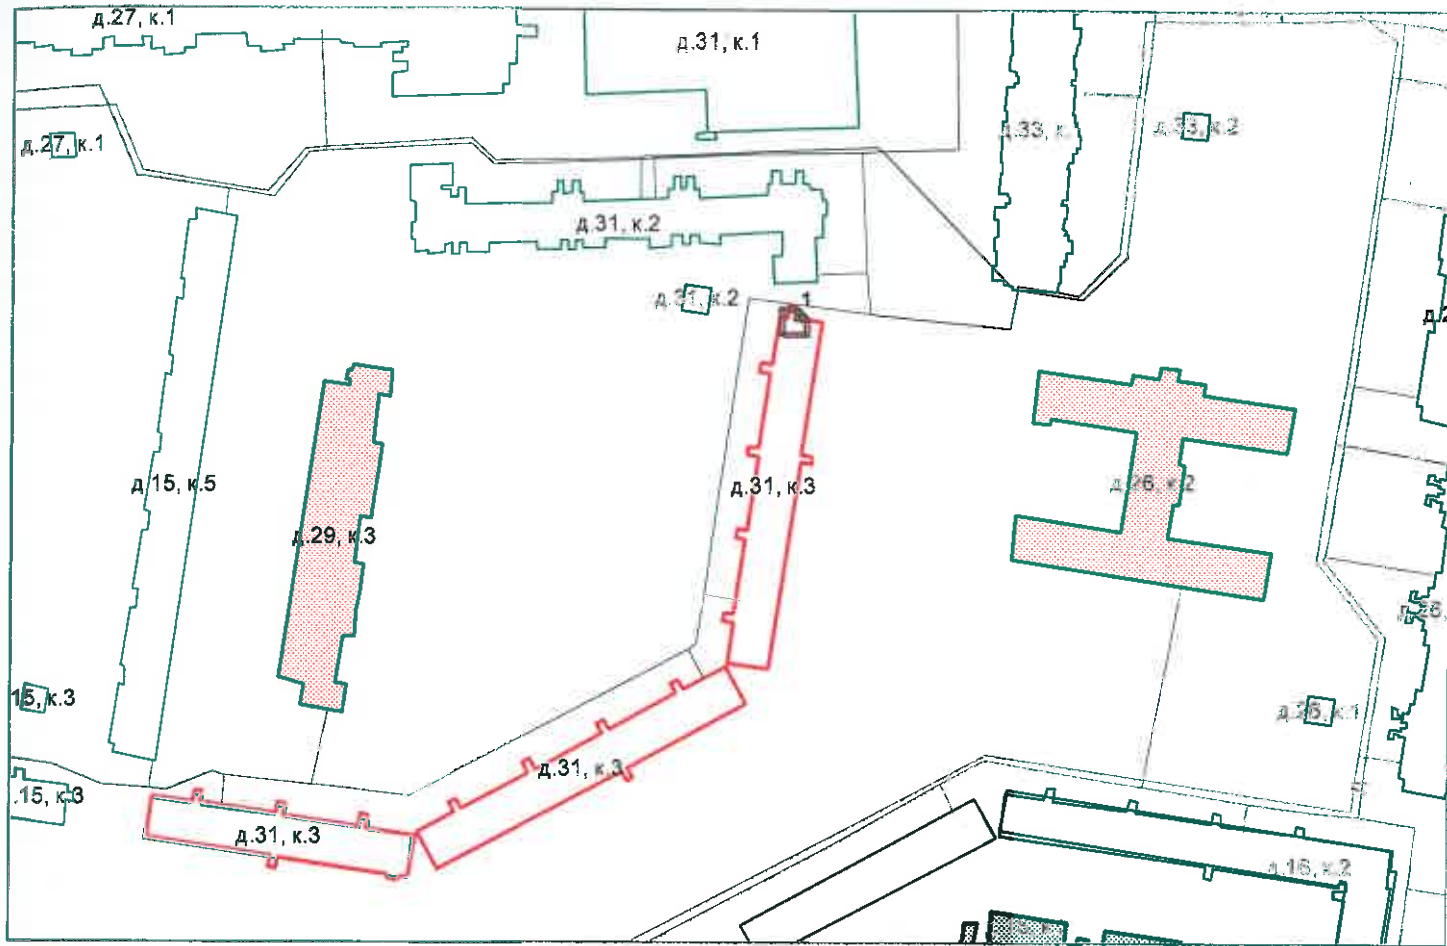 д.27, к.1
д.31, к.1
д.27, к.1
д.33, к.
д.33, к.2
д.31, к.2
д.31, к.2
1
д.15, к.5
д.31, к.3
д.26, к.2
д.29, к.3
д.26,
15, к.3
д.26, к.1
д.31, к.3
.15, к.3
д.31, к.3
д.16, к.2